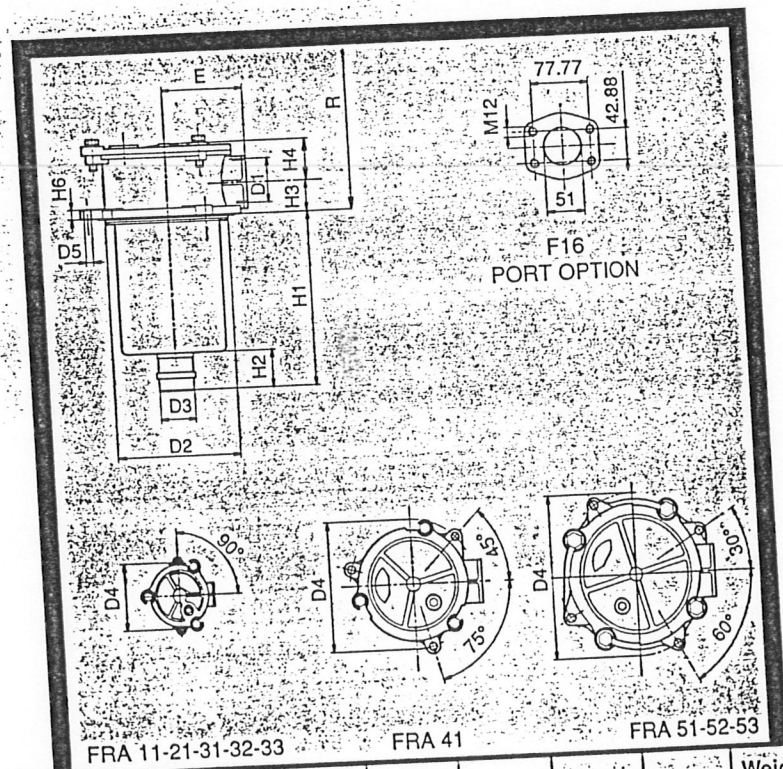 E
R
77.77
M12
42.88
H6
H4
D1
H3
51
D5
F16
PORT OPTION
H1
H2
D3
D2
D4
90°
D4
45°
75°
D4
30°
60°
FRA 11-21-31-32-33
FRA 41
FRA 51-52-53